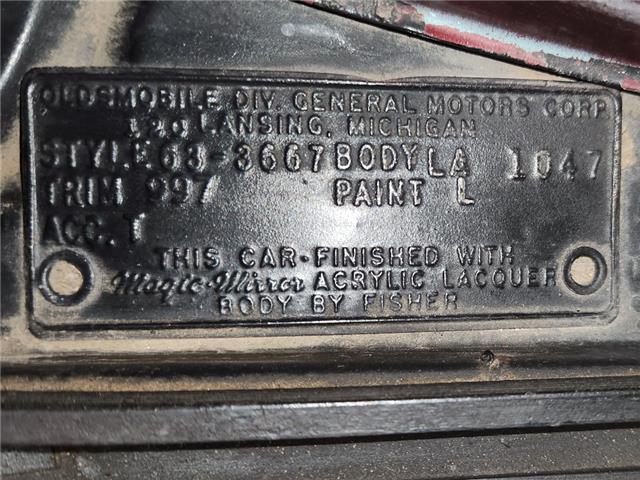 OLDSMOBILE DIV. GENERAL MOTORS CORP.
12C LANSING, MICHIGAN
STYLE 63-3667 BODY LA 1047
TRIM 997 PAINT L
ACC. T
THIS CAR-FINISHED WITH
Magic-Mirror ACRYLIC LACQUER
BODY BY FISHER